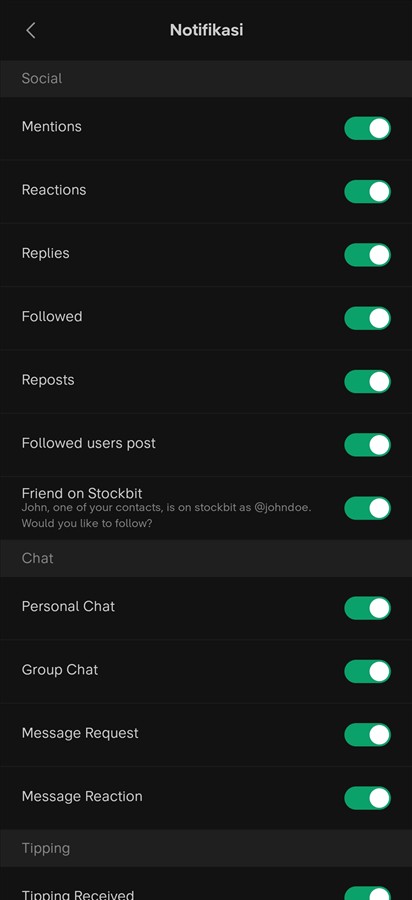 Notifikasi
Social
Mentions
Reactions
Replies
Followed
Reposts
Followed users post
Friend on Stockbit
John, one of your contacts, is on stockbit as @johndoe.
Would you like to follow?
Chat
Personal Chat
Group Chat
Message Request
Message Reaction
Tipping
Tipping Received